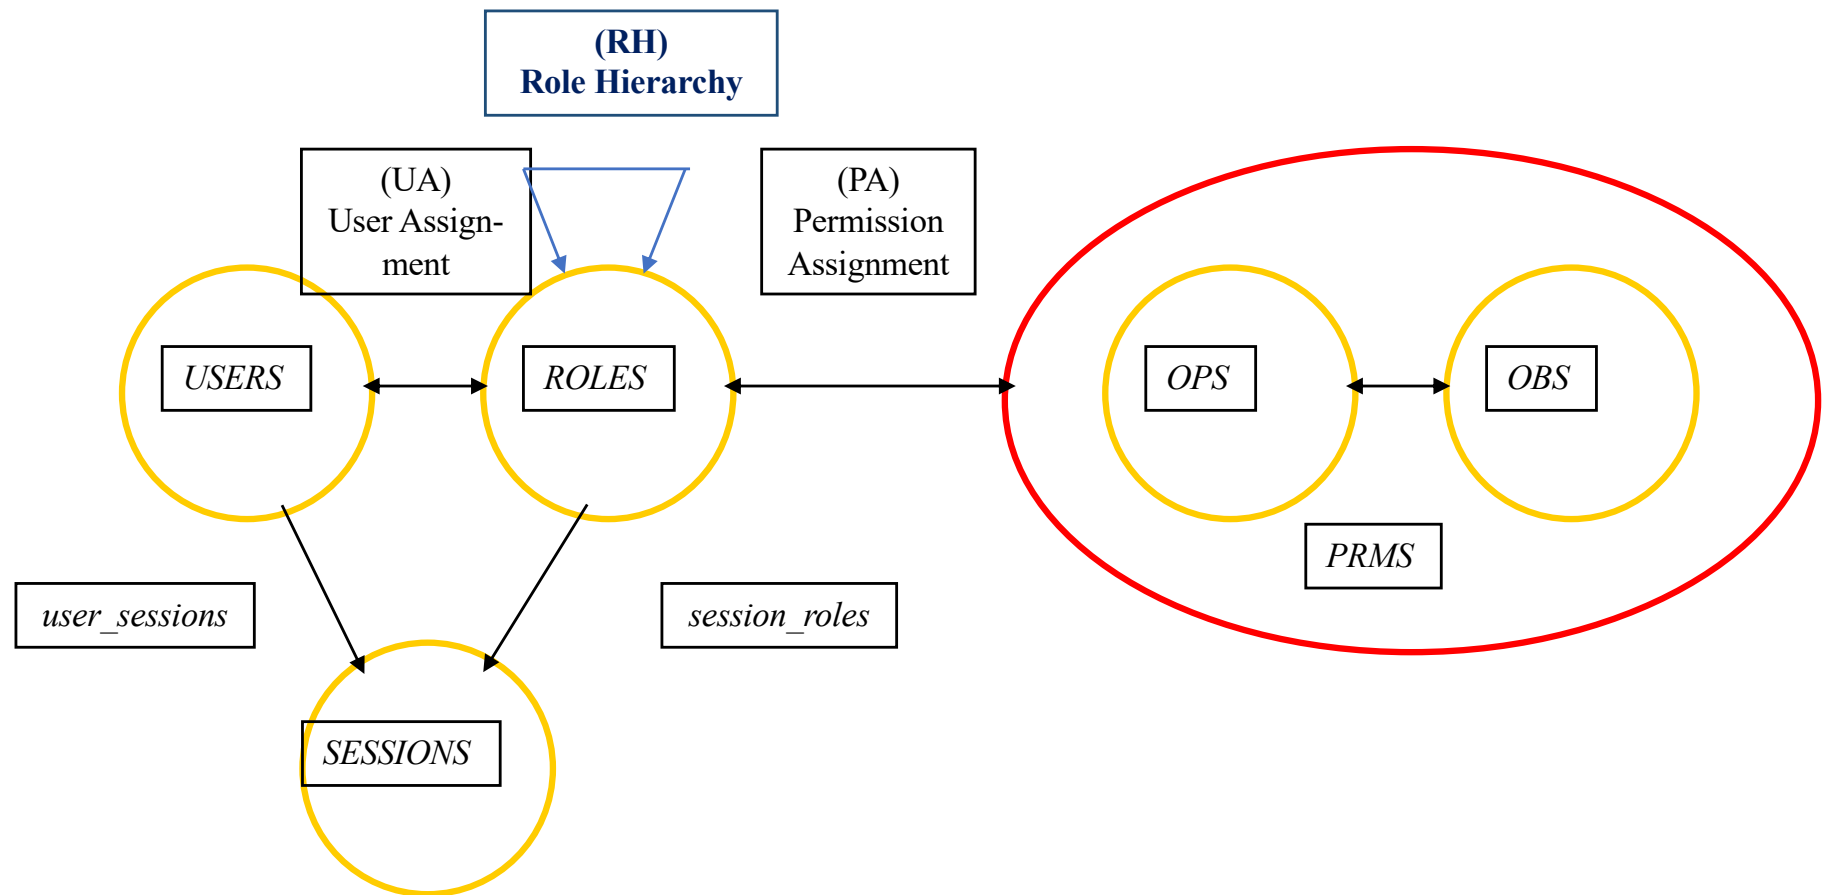 (RH)
Role Hierarchy
(UA)
User Assign-
ment
(PA)
Permission
Assignment
USERS
ROLES
OPS
OBS
PRMS
user_sessions
session_roles
SESSIONS